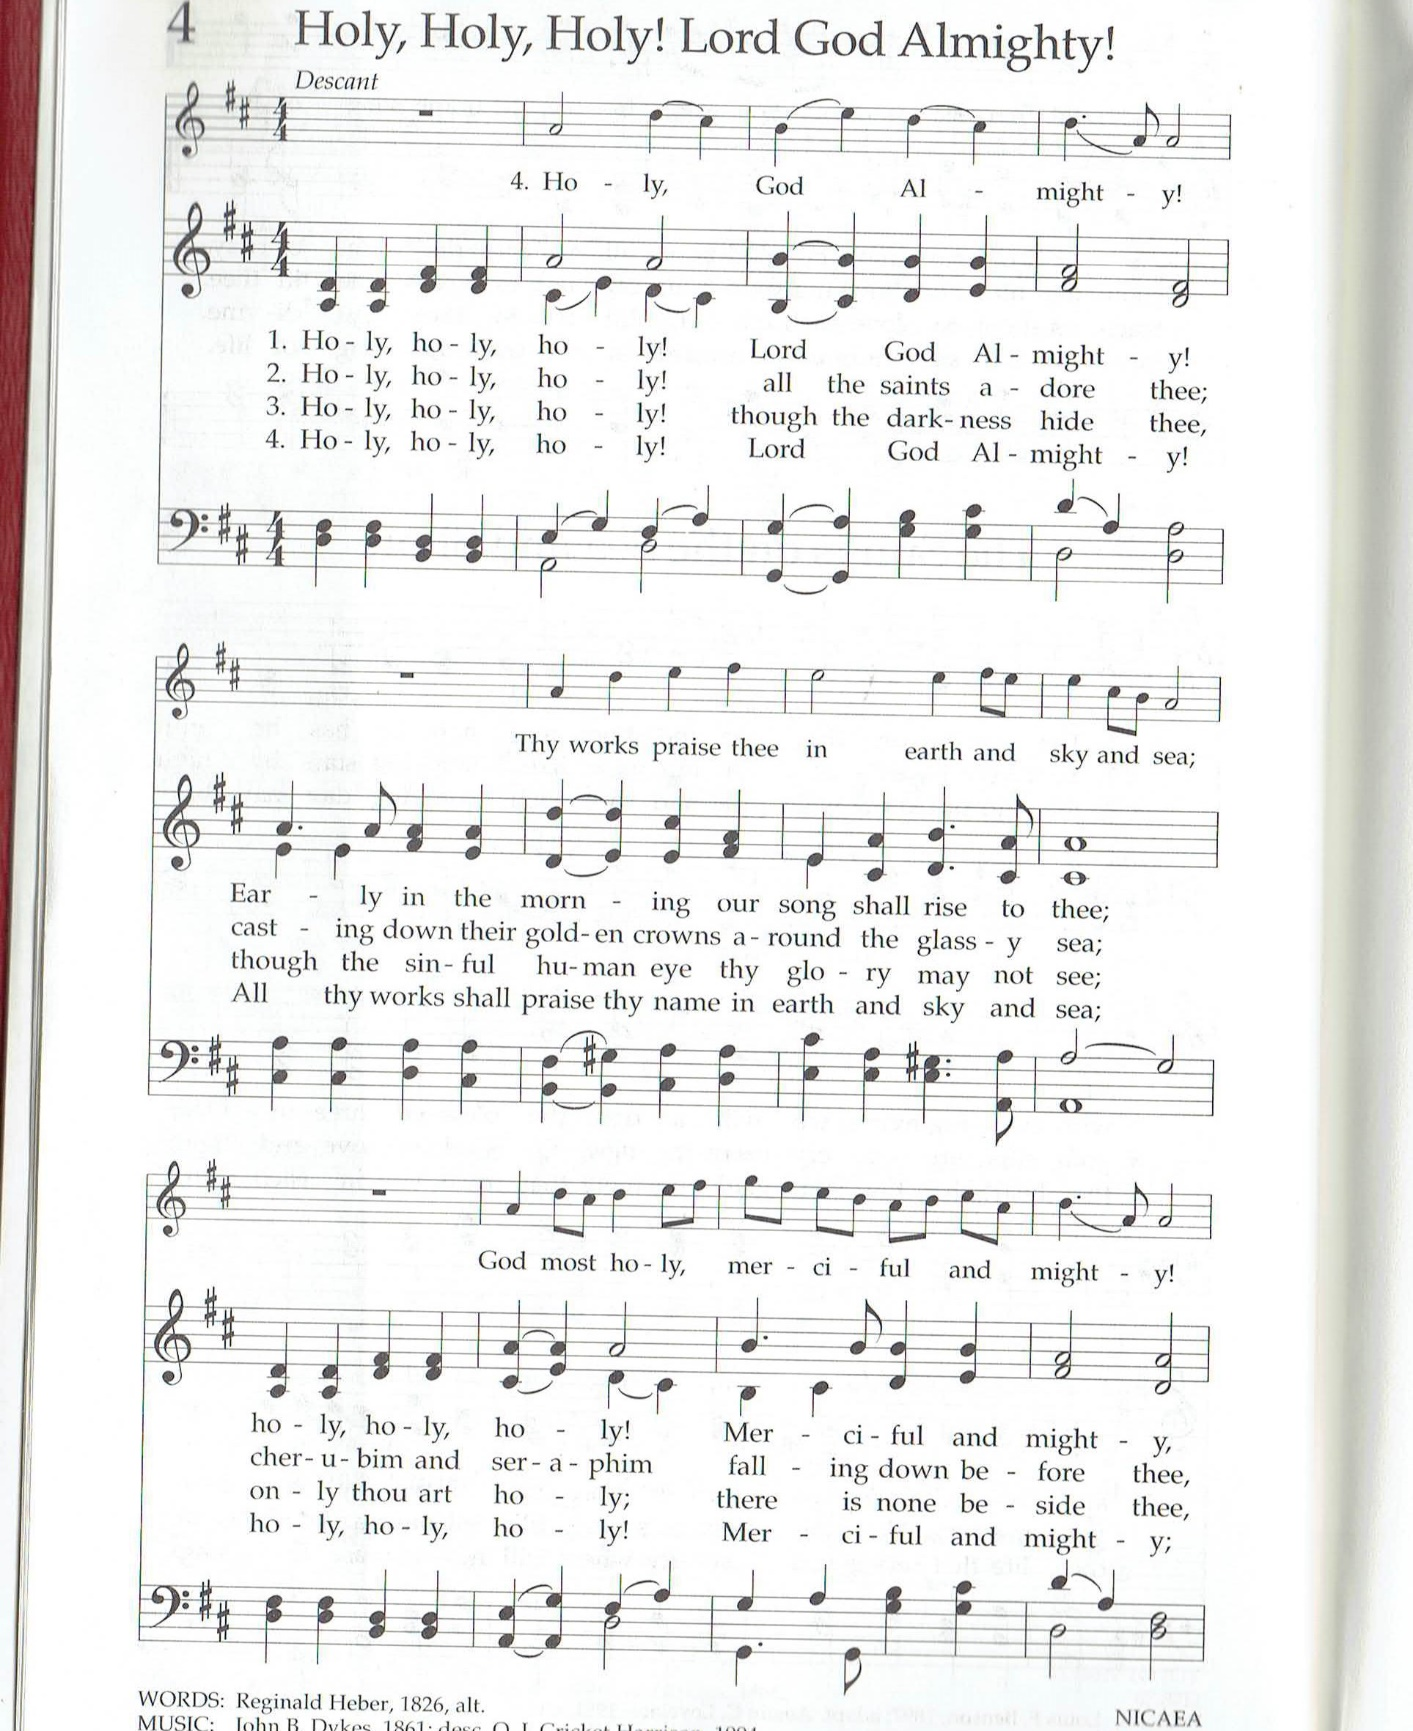 4 Holy, Holy, Holy! Lord God Almighty!
Descant
4. Ho - ly, God Al - might - y!
1. Ho - ly, ho - ly, ho - ly! Lord God Al - might - y!
2. Ho - ly, ho - ly, ho - ly! all the saints a - dore thee;
3. Ho - ly, ho - ly, ho - ly! though the dark - ness hide thee,
4. Ho - ly, ho - ly, ho - ly! Lord God Al - might - y!
Thy works praise thee in earth and sky and sea;
Ear - ly in the morn - ing our song shall rise to thee;
cast - ing down their gold - en crowns a - round the glass - y sea;
though the sin - ful hu - man eye thy glo - ry may not see;
All thy works shall praise thy name in earth and sky and sea;
God most ho - ly, mer - ci - ful and might - y!
ho - ly, ho - ly, ho - ly! Mer - ci - ful and might - y,
cher - u - bim and ser - a - phim fall - ing down be - fore thee,
on - ly thou art ho - ly; there is none be - side thee,
ho - ly, ho - ly, ho - ly! Mer - ci - ful and might - y;
WORDS: Reginald Heber, 1826, alt.
MUSIC: John B. Dykes, 1861; desc. O. I. Cricket Harrison,
NICAEA